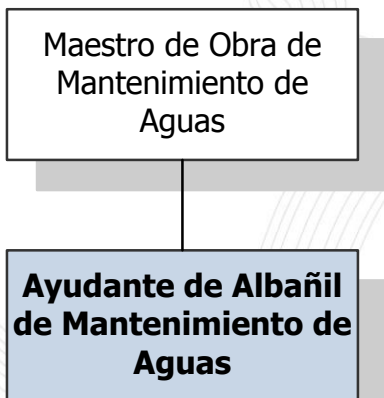 Maestro de Obra de
Mantenimiento de
Aguas
Ayudante de Albañil
de Mantenimiento de
Aguas